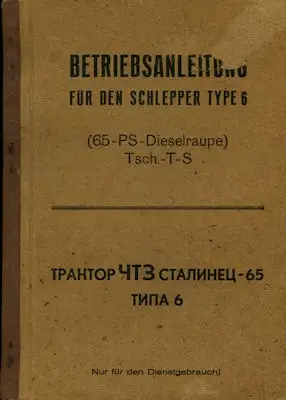 BETRIEBSANLEITUNG
FÜR DEN SCHLEPPER TYPE 6
(65-PS-Dieselraupe)
Tsch.-T-S
ТРАКТОР ЧТЗ СТАЛИНЕЦ-65
ТИПА 6
Nur für den Dienstgebrauch!